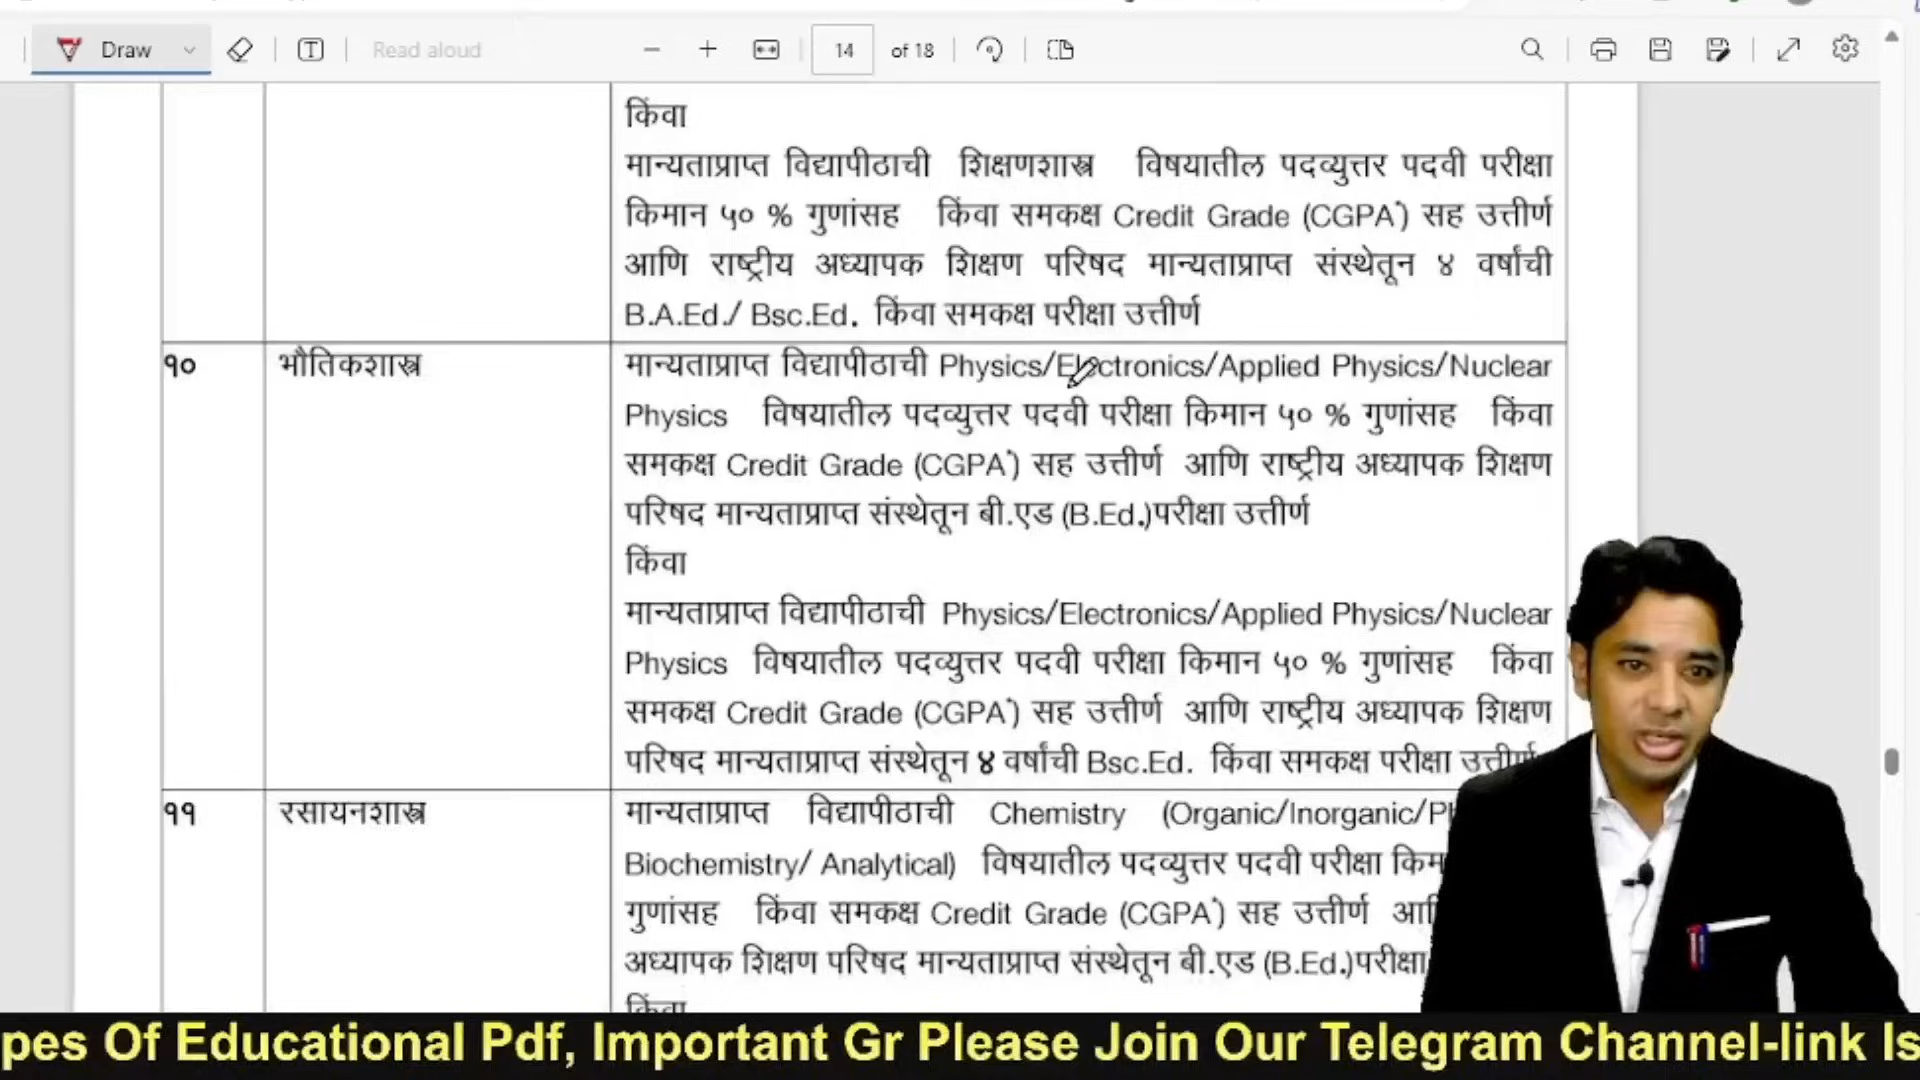 Draw
Read aloud
14 of 18
किंवा
मान्यताप्राप्त विद्यापीठाची शिक्षणशास्त्र विषयातील पदव्युत्तर पदवी परीक्षा
किमान ५० % गुणांसह किंवा समकक्ष Credit Grade (CGPA*) सह उत्तीर्ण
आणि राष्ट्रीय अध्यापक शिक्षण परिषद मान्यताप्राप्त संस्थेतून ४ वर्षांची
B.A.Ed./ Bsc.Ed. किंवा समकक्ष परीक्षा उत्तीर्ण
१० भौतिकशास्त्र मान्यताप्राप्त विद्यापीठाची Physics/Electronics/Applied Physics/Nuclear
Physics विषयातील पदव्युत्तर पदवी परीक्षा किमान ५० % गुणांसह किंवा
समकक्ष Credit Grade (CGPA*) सह उत्तीर्ण आणि राष्ट्रीय अध्यापक शिक्षण
परिषद मान्यताप्राप्त संस्थेतून बी.एड (B.Ed.)परीक्षा उत्तीर्ण
किंवा
मान्यताप्राप्त विद्यापीठाची Physics/Electronics/Applied Physics/Nuclear
Physics विषयातील पदव्युत्तर पदवी परीक्षा किमान ५० % गुणांसह किंवा
समकक्ष Credit Grade (CGPA*) सह उत्तीर्ण आणि राष्ट्रीय अध्यापक शिक्षण
परिषद मान्यताप्राप्त संस्थेतून ४ वर्षांची Bsc.Ed. किंवा समकक्ष परीक्षा उत्तीर्ण
११ रसायनशास्त्र मान्यताप्राप्त विद्यापीठाची Chemistry (Organic/Inorganic/
Biochemistry/ Analytical) विषयातील पदव्युत्तर पदवी परीक्षा
गुणांसह किंवा समकक्ष Credit Grade (CGPA*) सह उत्तीर्ण
अध्यापक शिक्षण परिषद मान्यताप्राप्त संस्थेतून बी.एड (B.Ed.)परीक्षा
किंवा
pes Of Educational Pdf, Important Gr Please Join Our Telegram Channel-link Is